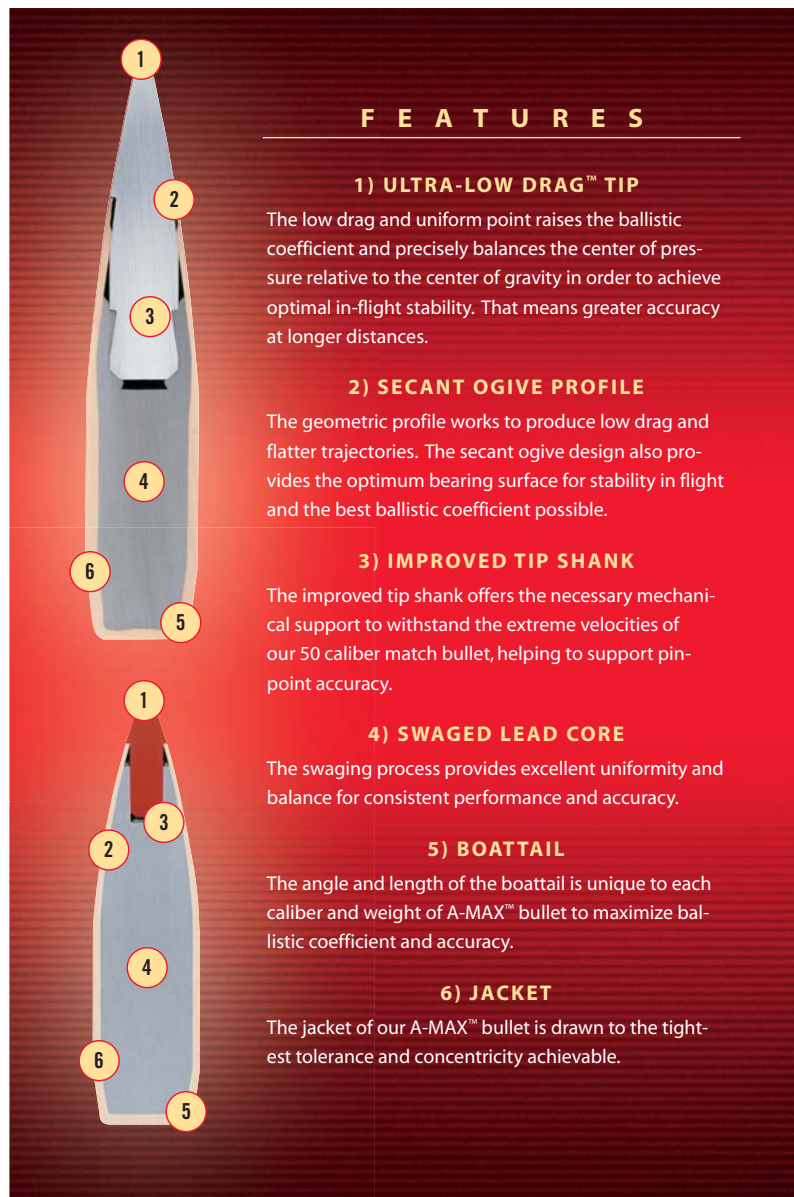 1
2
3
4
6
5
1
3
2
4
6
5
FEATURES
1) ULTRA-LOW DRAG™ TIP
The low drag and uniform point raises the ballistic
coefficient and precisely balances the center of pres-
sure relative to the center of gravity in order to achieve
optimal in-flight stability. That means greater accuracy
at longer distances.
2) SECANT OGIVE PROFILE
The geometric profile works to produce low drag and
flatter trajectories. The secant ogive design also pro-
vides the optimum bearing surface for stability in flight
and the best ballistic coefficient possible.
3) IMPROVED TIP SHANK
The improved tip shank offers the necessary mechani-
cal support to withstand the extreme velocities of
our 50 caliber match bullet, helping to support pin-
point accuracy.
4) SWAGED LEAD CORE
The swaging process provides excellent uniformity and
balance for consistent performance and accuracy.
5) BOATTAIL
The angle and length of the boattail is unique to each
caliber and weight of A-MAX™ bullet to maximize bal-
listic coefficient and accuracy.
6) JACKET
The jacket of our A-MAX™ bullet is drawn to the tight-
est tolerance and concentricity achievable.